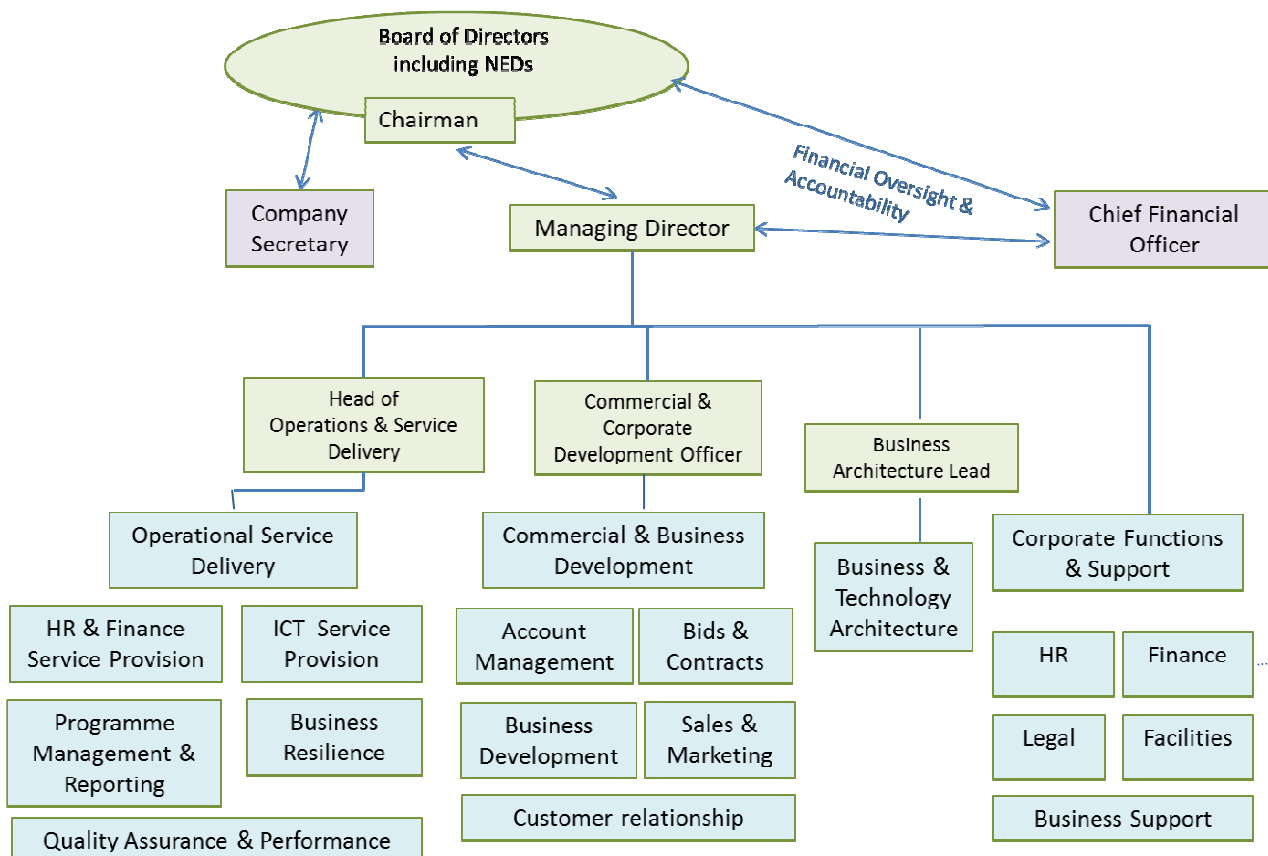 Board of Directors
including NEDs
Chairman
Financial Oversight &
Accountability
Company
Secretary
Managing Director
Chief Financial
Officer
Head of
Operations & Service
Delivery
Commercial &
Corporate
Development Officer
Business
Architecture Lead
Operational Service
Delivery
Commercial & Business
Development
Business &
Technology
Architecture
Corporate Functions
& Support
HR & Finance
Service Provision
ICT Service
Provision
Account
Management
Bids &
Contracts
HR
Finance
...
Programme
Management &
Reporting
Business
Resilience
Business
Development
Sales &
Marketing
Legal
Facilities
Quality Assurance & Performance
Customer relationship
Business Support